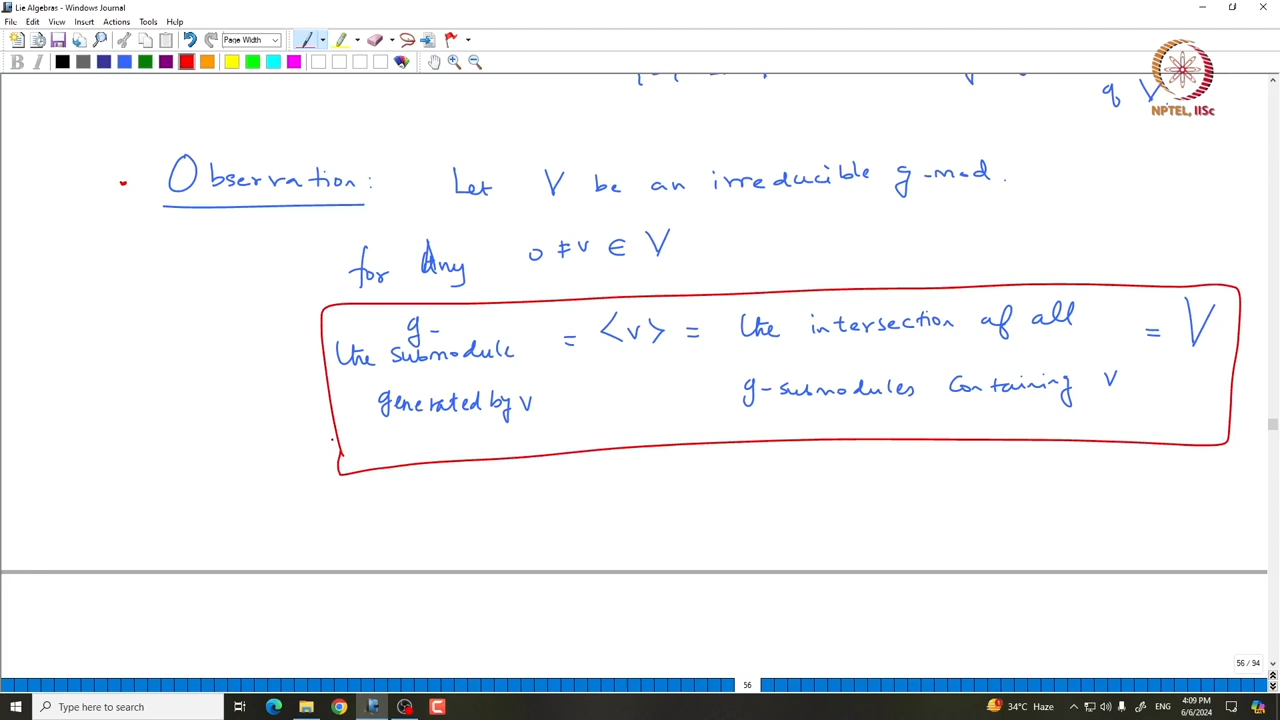 Lie Algebras - Windows Journal
File Edit View Insert Actions Tools Help
Page Width
B I
q V.
NPTEL, IISc
Observation: Let V be an irreducible g-mod.
for Any 0 ≠ v ∈ V
g-
the submodule = <v> = the intersection of all = V
generated by v g-submodules containing v
56 / 94
56
Type here to search
34°C Haze ENG 4:09 PM
6/6/2024